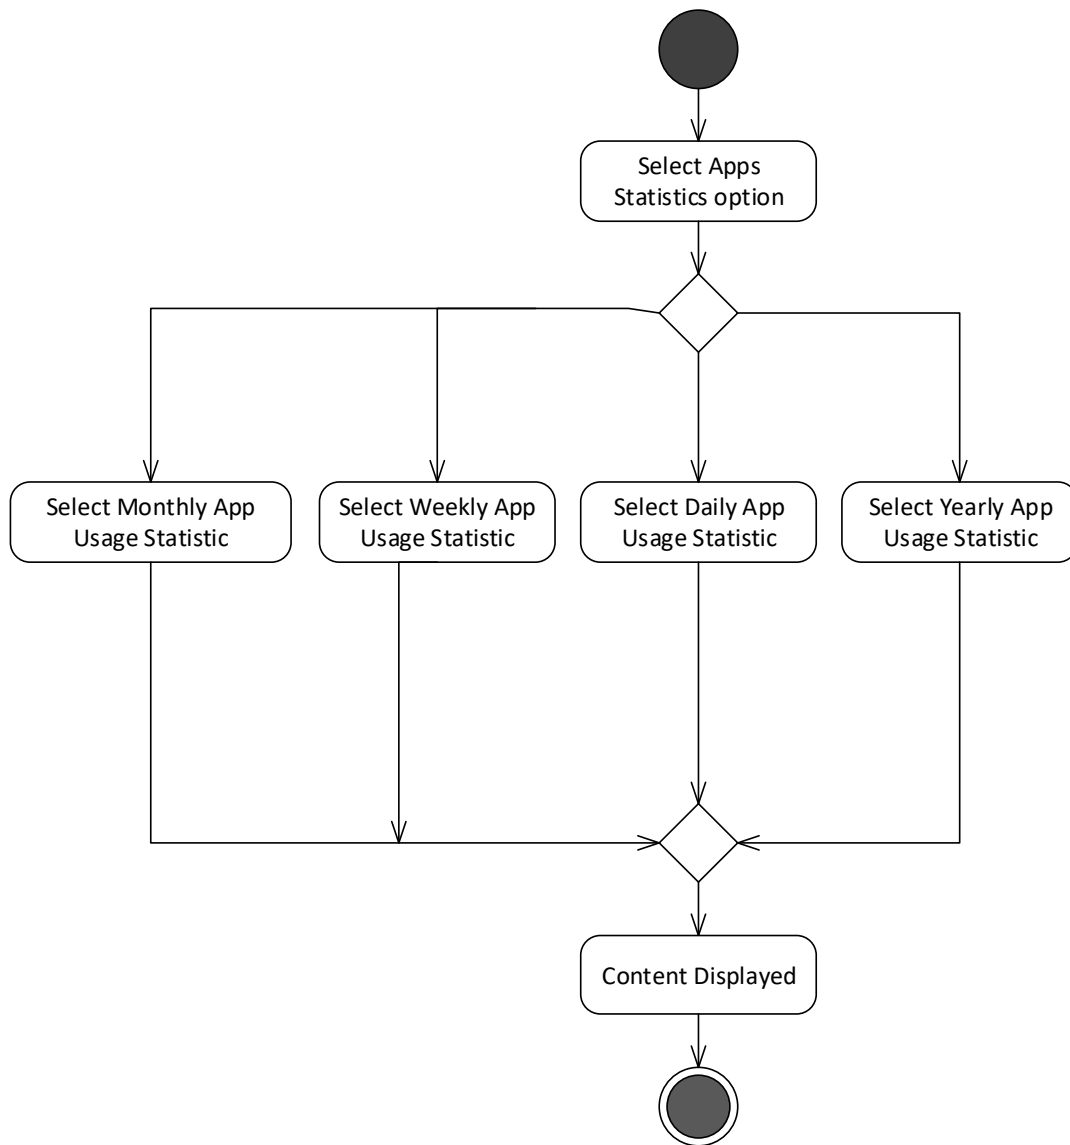 Select Apps
Statistics option
Select Monthly App
Usage Statistic
Select Weekly App
Usage Statistic
Select Daily App
Usage Statistic
Select Yearly App
Usage Statistic
Content Displayed